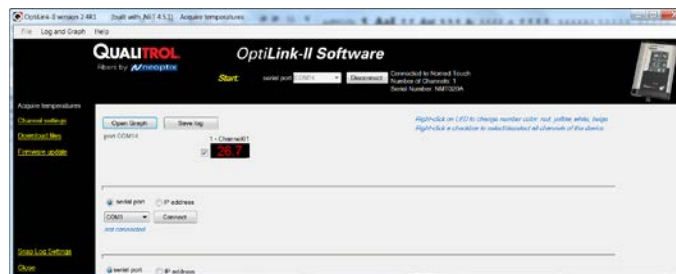 OptiLink-II version 2.4R1 [built with .NET 4.5.1] Acquire temperatures
File Log and Graph Help
QUALITROL
fibers by neoptix
OptiLink-II Software
Start: serial port COM14 Disconnect
Connected to Nomad Touch
Number of Channels: 1
Serial Number: NMT020A
Acquire temperatures
Channel settings
Download files
Firmware update
Open Graph Save log
port COM14
1 - Channel01
26.7
Right-click on LED to change number color: red, yellow, white, beige
Right-click a checkbox to select/deselect all channels of the device.
serial port IP address
COM3 Connect
not connected
Snap Log Settings
Close
serial port IP address